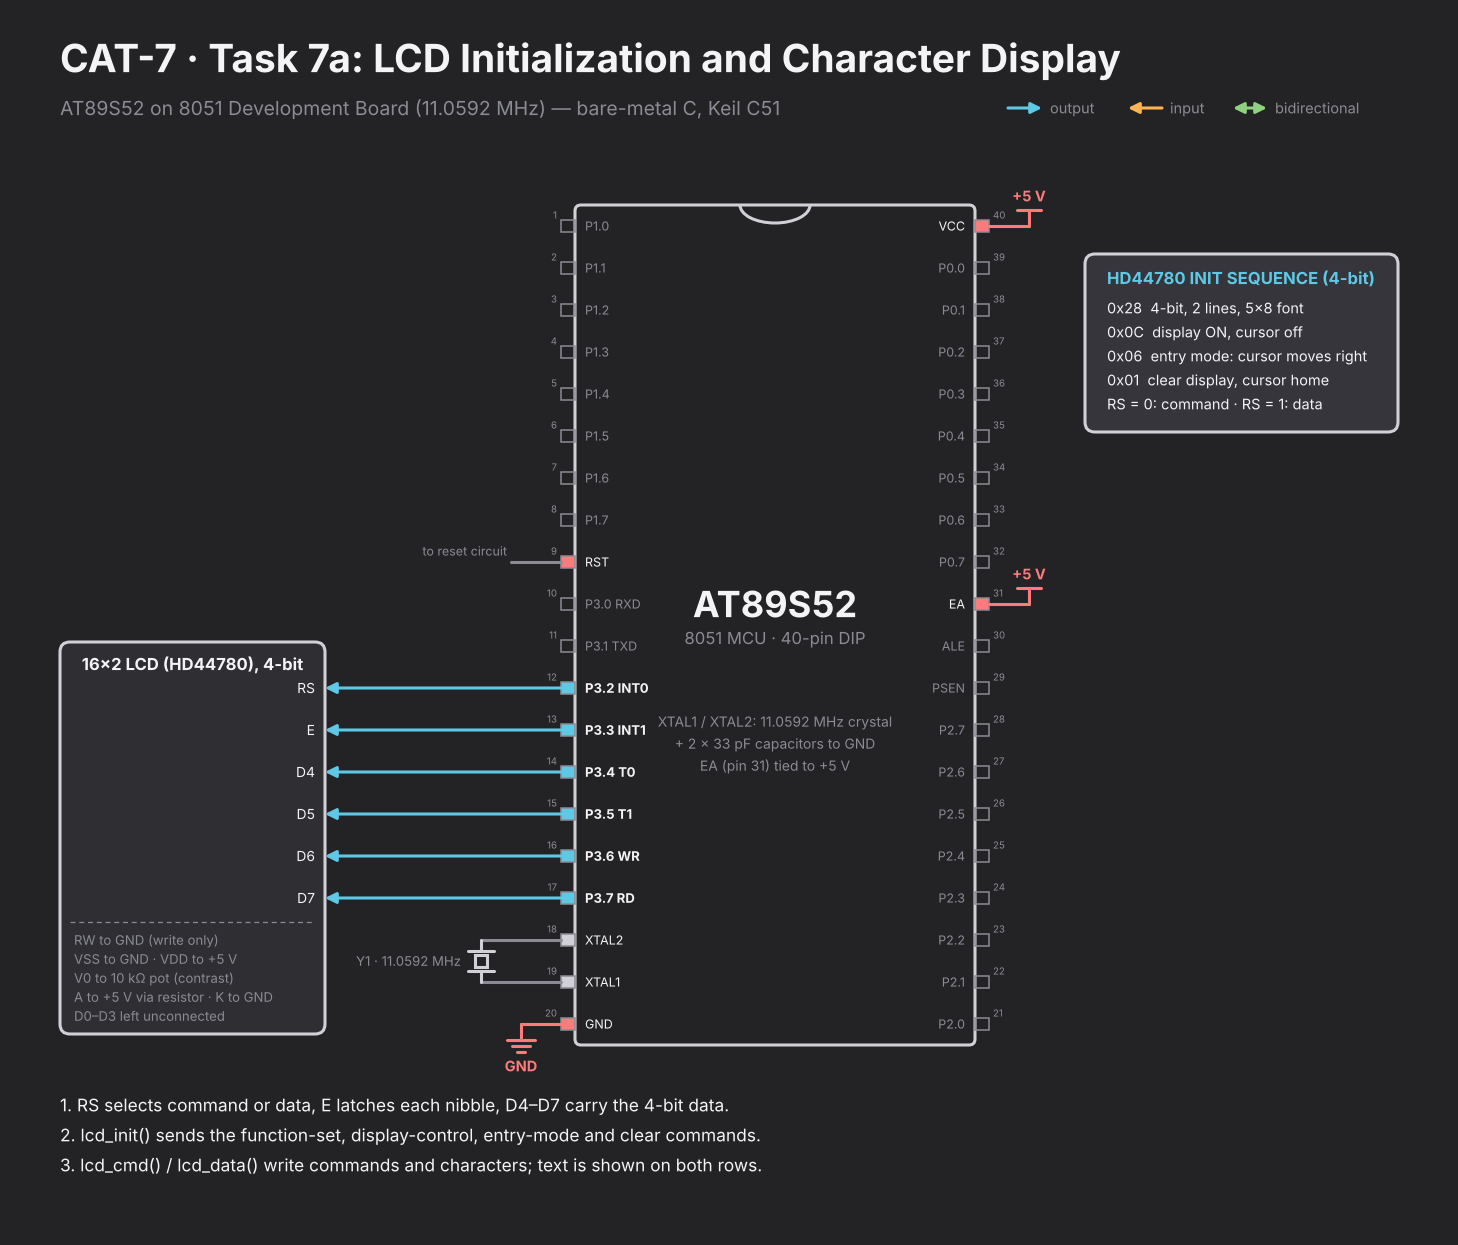 CAT-7 · Task 7a: LCD Initialization and Character Display
AT89S52 on 8051 Development Board (11.0592 MHz) — bare-metal C, Keil C51
output
input
bidirectional
+5 V
1
P1.0
VCC
40
2
P1.1
P0.0
39
3
P1.2
P0.1
38
4
P1.3
P0.2
37
5
P1.4
P0.3
36
6
P1.5
P0.4
35
7
P1.6
P0.5
34
8
P1.7
P0.6
33
to reset circuit
9
RST
P0.7
32
+5 V
10
P3.0 RXD
EA
31
11
P3.1 TXD
ALE
30
12
P3.2 INT0
PSEN
29
13
P3.3 INT1
P2.7
28
14
P3.4 T0
P2.6
27
15
P3.5 T1
P2.5
26
16
P3.6 WR
P2.4
25
17
P3.7 RD
P2.3
24
18
XTAL2
P2.2
23
19
XTAL1
P2.1
22
20
GND
P2.0
21
AT89S52
8051 MCU · 40-pin DIP
XTAL1 / XTAL2: 11.0592 MHz crystal
+ 2 × 33 pF capacitors to GND
EA (pin 31) tied to +5 V
HD44780 INIT SEQUENCE (4-bit)
0x28 4-bit, 2 lines, 5×8 font
0x0C display ON, cursor off
0x06 entry mode: cursor moves right
0x01 clear display, cursor home
RS = 0: command · RS = 1: data
16×2 LCD (HD44780), 4-bit
RS
E
D4
D5
D6
D7
RW to GND (write only)
VSS to GND · VDD to +5 V
V0 to 10 kΩ pot (contrast)
A to +5 V via resistor · K to GND
D0–D3 left unconnected
Y1 · 11.0592 MHz
GND
1. RS selects command or data, E latches each nibble, D4–D7 carry the 4-bit data.
2. lcd_init() sends the function-set, display-control, entry-mode and clear commands.
3. lcd_cmd() / lcd_data() write commands and characters; text is shown on both rows.